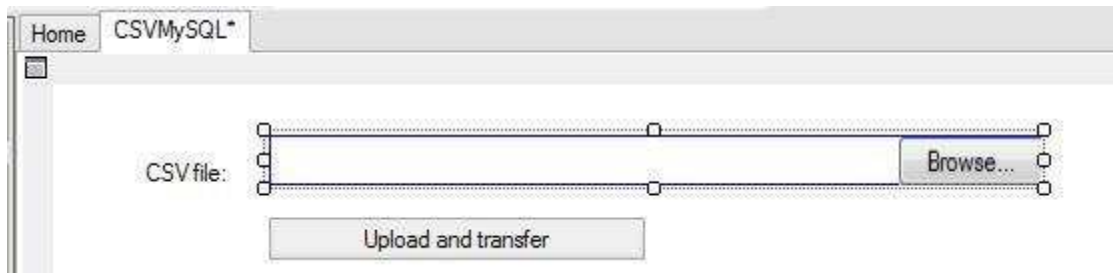 Home CSVMySQL*
CSV file: Browse...
Upload and transfer